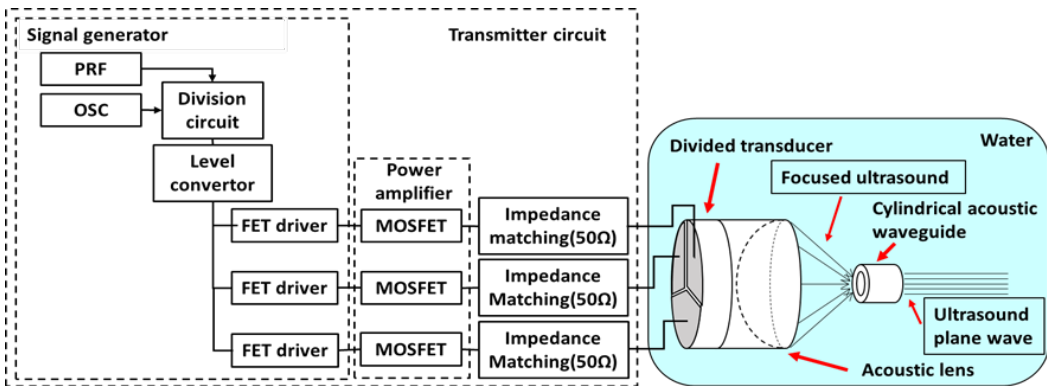 Signal generator
Transmitter circuit
PRF
OSC
Division
circuit
Level
convertor
Power
amplifier
FET driver
MOSFET
Impedance
matching(50Ω)
FET driver
MOSFET
Impedance
Matching(50Ω)
FET driver
MOSFET
Impedance
Matching(50Ω)
Water
Divided transducer
Focused ultrasound
Cylindrical acoustic
waveguide
Ultrasound
plane wave
Acoustic lens